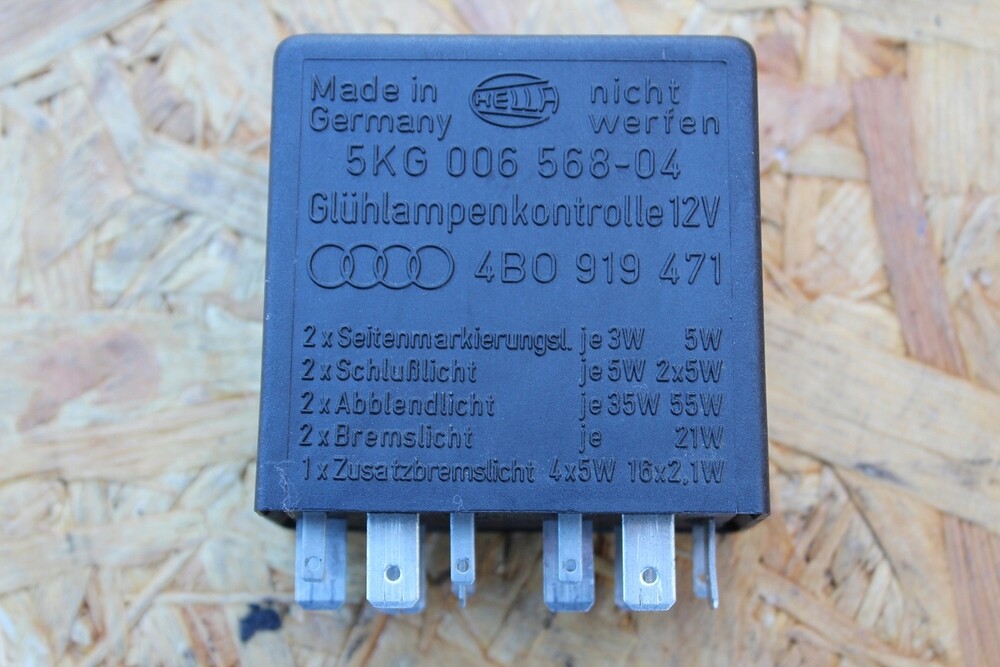 Made in Germany
HELLA
nicht werfen
5KG 006 568-04
Glühlampenkontrolle 12V
4B0 919 471
2 x Seitenmarkierungsl. je 3W 5W
2 x Schlußlicht je 5W 2x5W
2 x Abblendlicht je 35W 55W
2 x Bremslicht je 21W
1 x Zusatzbremslicht 4x5W 16x2,1W